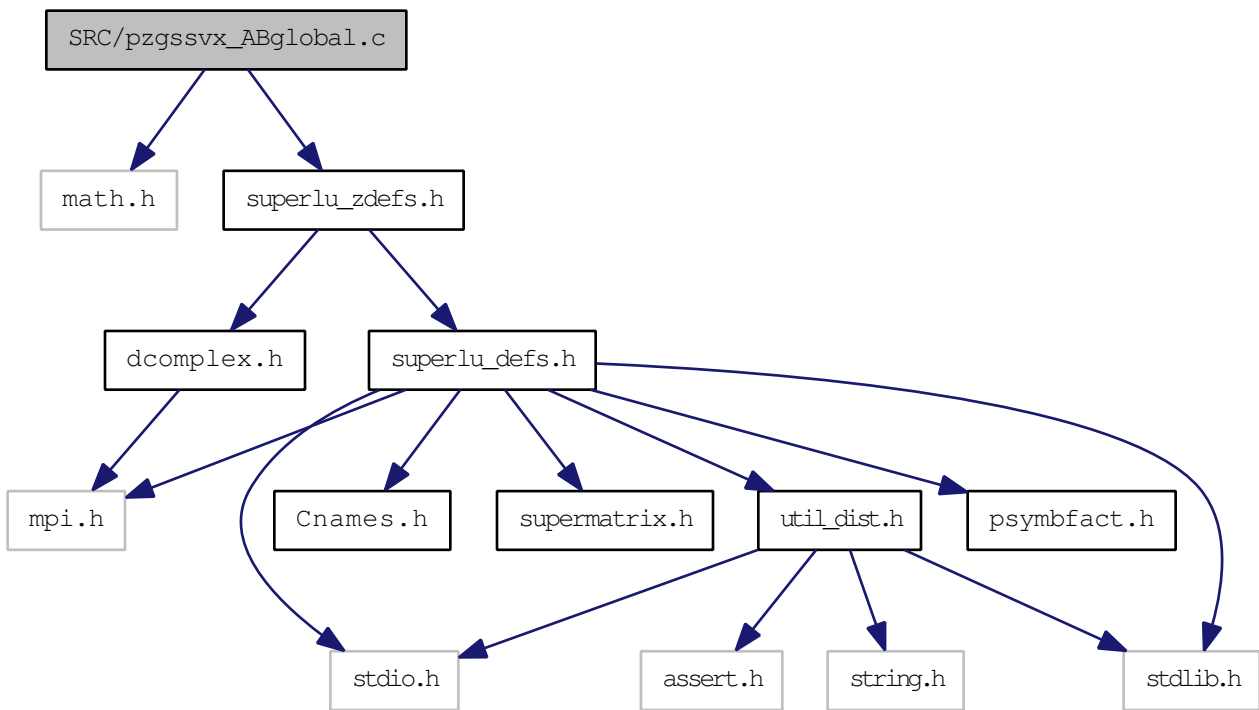 SRC/pzgssvx_ABglobal.c
math.h
superlu_zdefs.h
dcomplex.h
superlu_defs.h
mpi.h
Cnames.h
supermatrix.h
util_dist.h
psymbfact.h
stdio.h
assert.h
string.h
stdlib.h